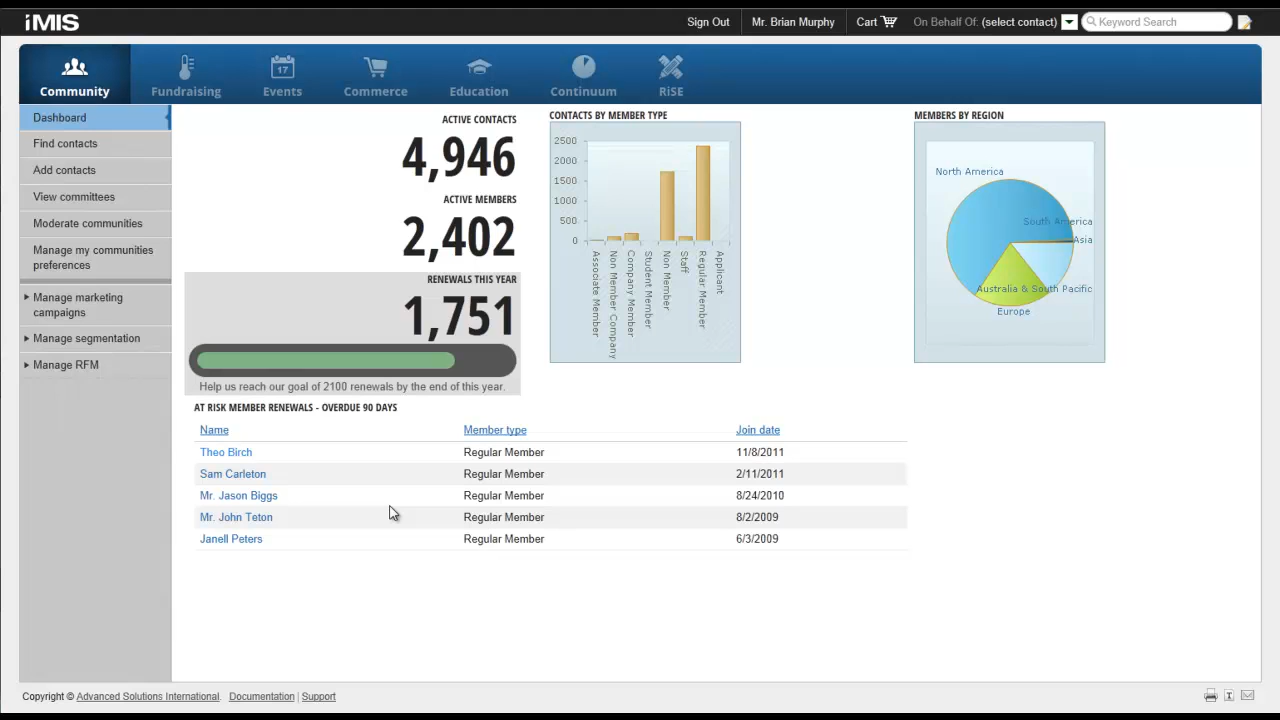 iMIS
Sign Out
Mr. Brian Murphy
Cart
On Behalf Of: (select contact)
Keyword Search
Community
Fundraising
17
Events
Commerce
Education
Continuum
RiSE
Dashboard
Find contacts
Add contacts
View committees
Moderate communities
Manage my communities
preferences
Manage marketing
campaigns
Manage segmentation
Manage RFM
ACTIVE CONTACTS
4,946
ACTIVE MEMBERS
2,402
RENEWALS THIS YEAR
1,751
Help us reach our goal of 2100 renewals by the end of this year.
CONTACTS BY MEMBER TYPE
2500
2000
1500
1000
500
0
Associate Member
Non Member Company
Company Member
Student Member
Non Member
Staff
Regular Member
Applicant
MEMBERS BY REGION
North America
South America
Asia
Australia & South Pacific
Europe
AT RISK MEMBER RENEWALS - OVERDUE 90 DAYS
Name Member type Join date
Theo Birch Regular Member 11/8/2011
Sam Carleton Regular Member 2/11/2011
Mr. Jason Biggs Regular Member 8/24/2010
Mr. John Teton Regular Member 8/2/2009
Janell Peters Regular Member 6/3/2009
Copyright © Advanced Solutions International. Documentation | Support
T